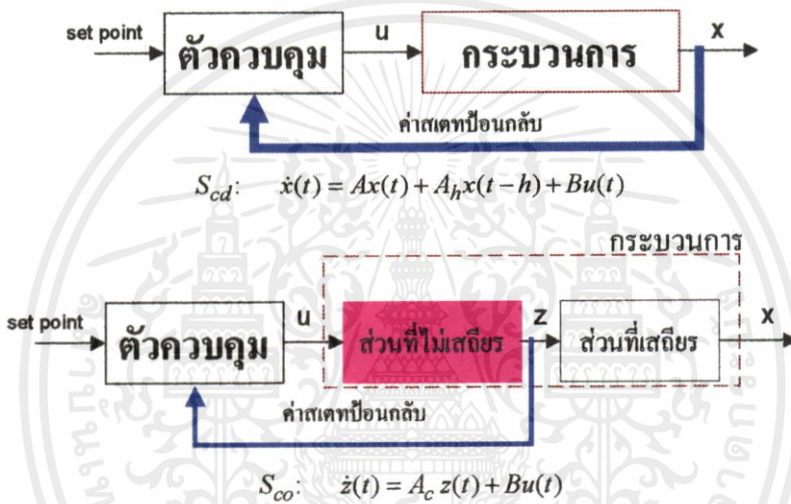 set point
ตัวควบคุม
u
กระบวนการ
x
ค่าสเตทป้อนกลับ
S_{cd}: ẋ(t) = Ax(t) + A_h x(t − h) + Bu(t)
กระบวนการ
set point
ตัวควบคุม
u
ส่วนที่ไม่เสถียร
z
ส่วนที่เสถียร
x
ค่าสเตทป้อนกลับ
S_{co}: ż(t) = A_c z(t) + Bu(t)